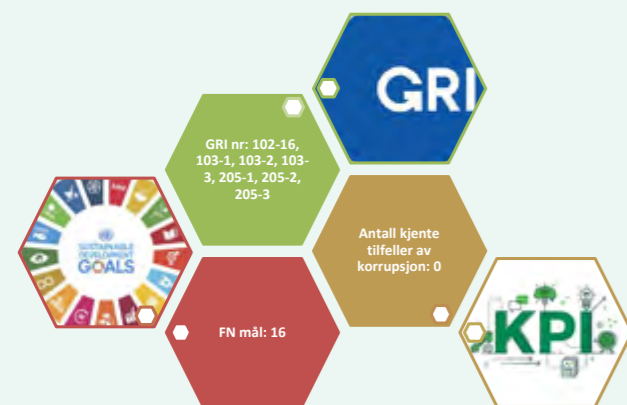 GRI
GRI nr: 102-16,
103-1, 103-2, 103-
3, 205-1, 205-2,
205-3
SUSTAINABLE
DEVELOPMENT
GOALS
Antall kjente
tilfeller av
korrupsjon: 0
FN mål: 16
KPI